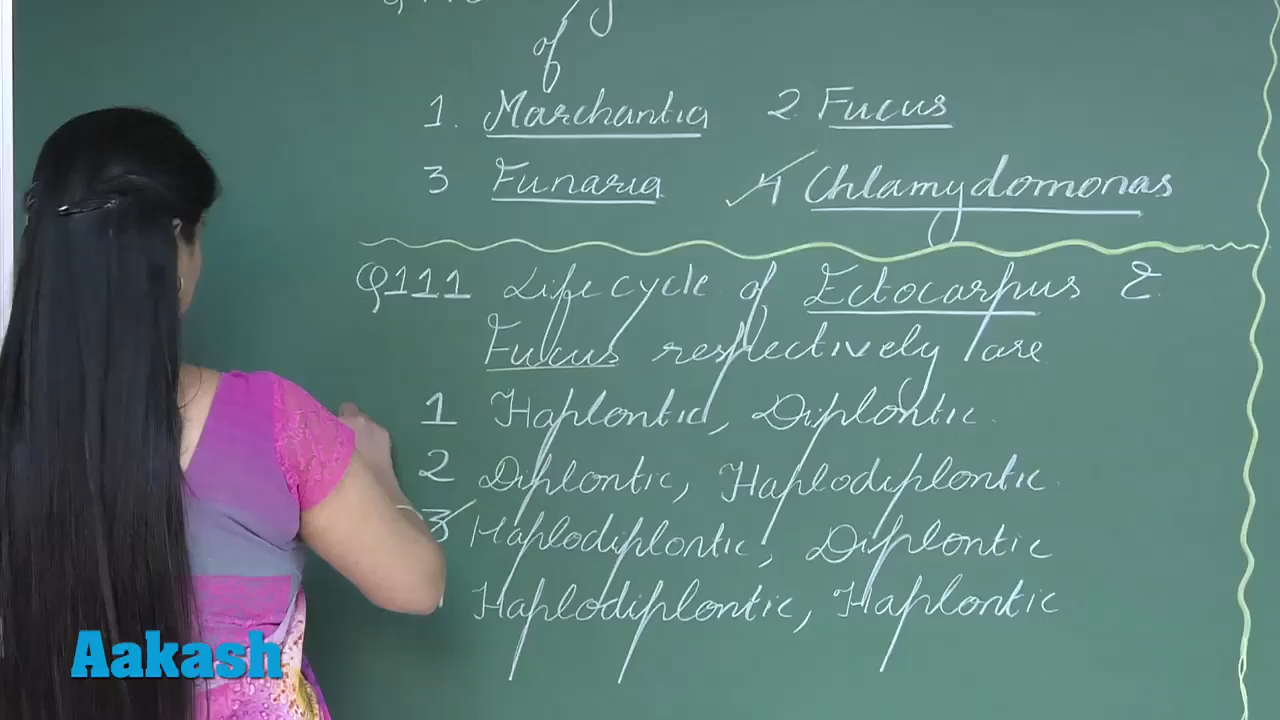 of
1. Marchantia 2. Fucus
3 Funaria 4 Chlamydomonas
Q111 Life cycle of Ectocarpus &
Fucus respectively are
1 Haplontic, Diplontic.
2 Diplontic, Haplodiplontic.
3 Haplodiplontic, Diplontic
Haplodiplontic, Haplontic
Aakash